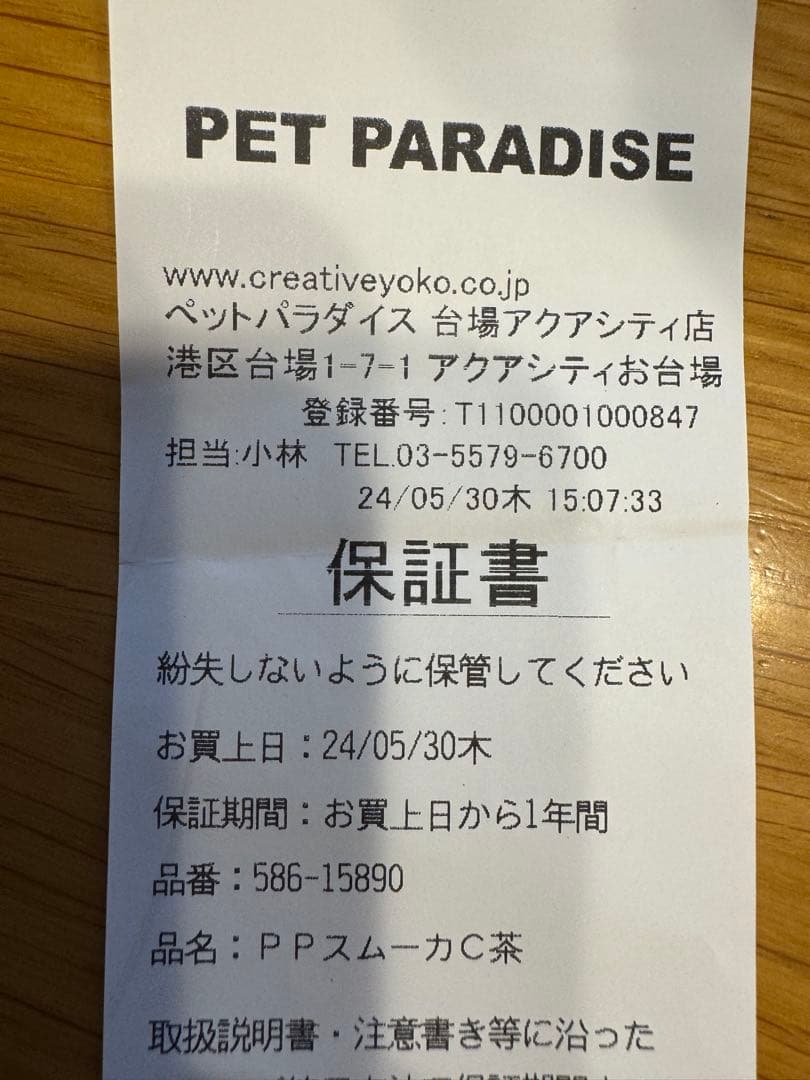 PET PARADISE
www.creativeyoko.co.jp
ペットパラダイス 台場アクアシティ店
港区台場1-7-1 アクアシティお台場
登録番号:T1100001000847
担当:小林 TEL.03-5579-6700
24/05/30木 15:07:33
保証書
紛失しないように保管してください
お買上日：24/05/30木
保証期間：お買上日から1年間
品番：586-15890
品名：ＰＰスムーカＣ茶
取扱説明書・注意書き等に沿った